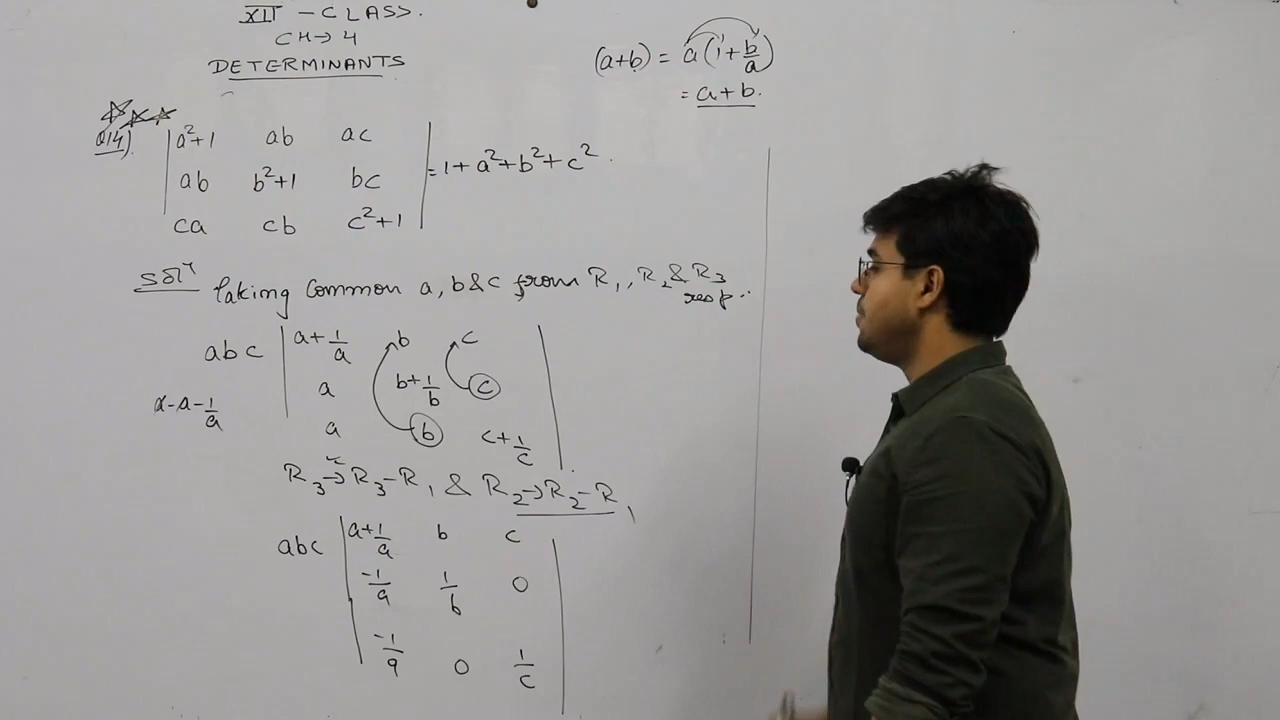 XII - CLASS.
CH→ 4
DETERMINANTS
(a+b) = a(1+b/a)
= a+b.
Q14).
a²+1 ab ac
ab b²+1 bc = 1+a²+b²+c².
ca cb c²+1
Solⁿ Taking Common a, b & c from R₁, R₂ & R₃
resp..
abc a+1/a b c
a b+1/b c
a-a-1/a
a b c+1/c
R₃→R₃-R₁ & R₂→R₂-R₁
abc a+1/a b c
-1/a 1/b 0
-1/a 0 1/c